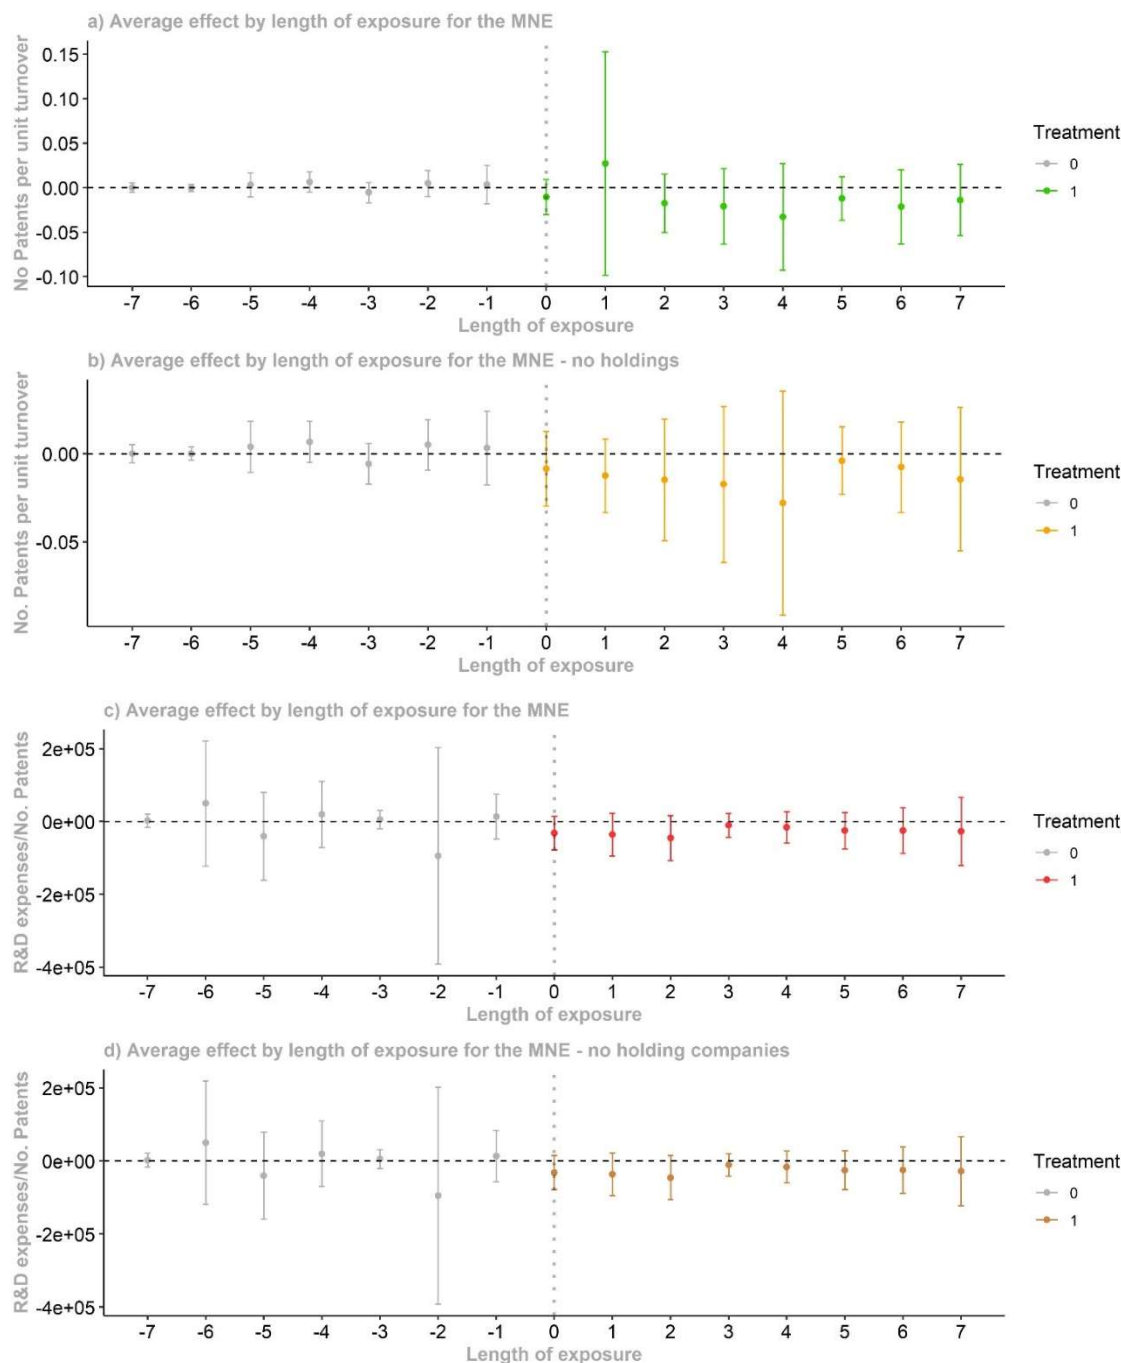 a) Average effect by length of exposure for the MNE
No Patents per unit turnover
0.15
0.10
0.05
0.00
-0.05
-0.10
-7 -6 -5 -4 -3 -2 -1 0 1 2 3 4 5 6 7
Length of exposure
Treatment
0
1
b) Average effect by length of exposure for the MNE - no holdings
No. Patents per unit turnover
0.00
-0.05
-7 -6 -5 -4 -3 -2 -1 0 1 2 3 4 5 6 7
Length of exposure
Treatment
0
1
c) Average effect by length of exposure for the MNE
R&D expenses/No. Patents
2e+05
0e+00
-2e+05
-4e+05
-7 -6 -5 -4 -3 -2 -1 0 1 2 3 4 5 6 7
Length of exposure
Treatment
0
1
d) Average effect by length of exposure for the MNE - no holding companies
R&D expenses/No. Patents
2e+05
0e+00
-2e+05
-4e+05
-7 -6 -5 -4 -3 -2 -1 0 1 2 3 4 5 6 7
Length of exposure
Treatment
0
1